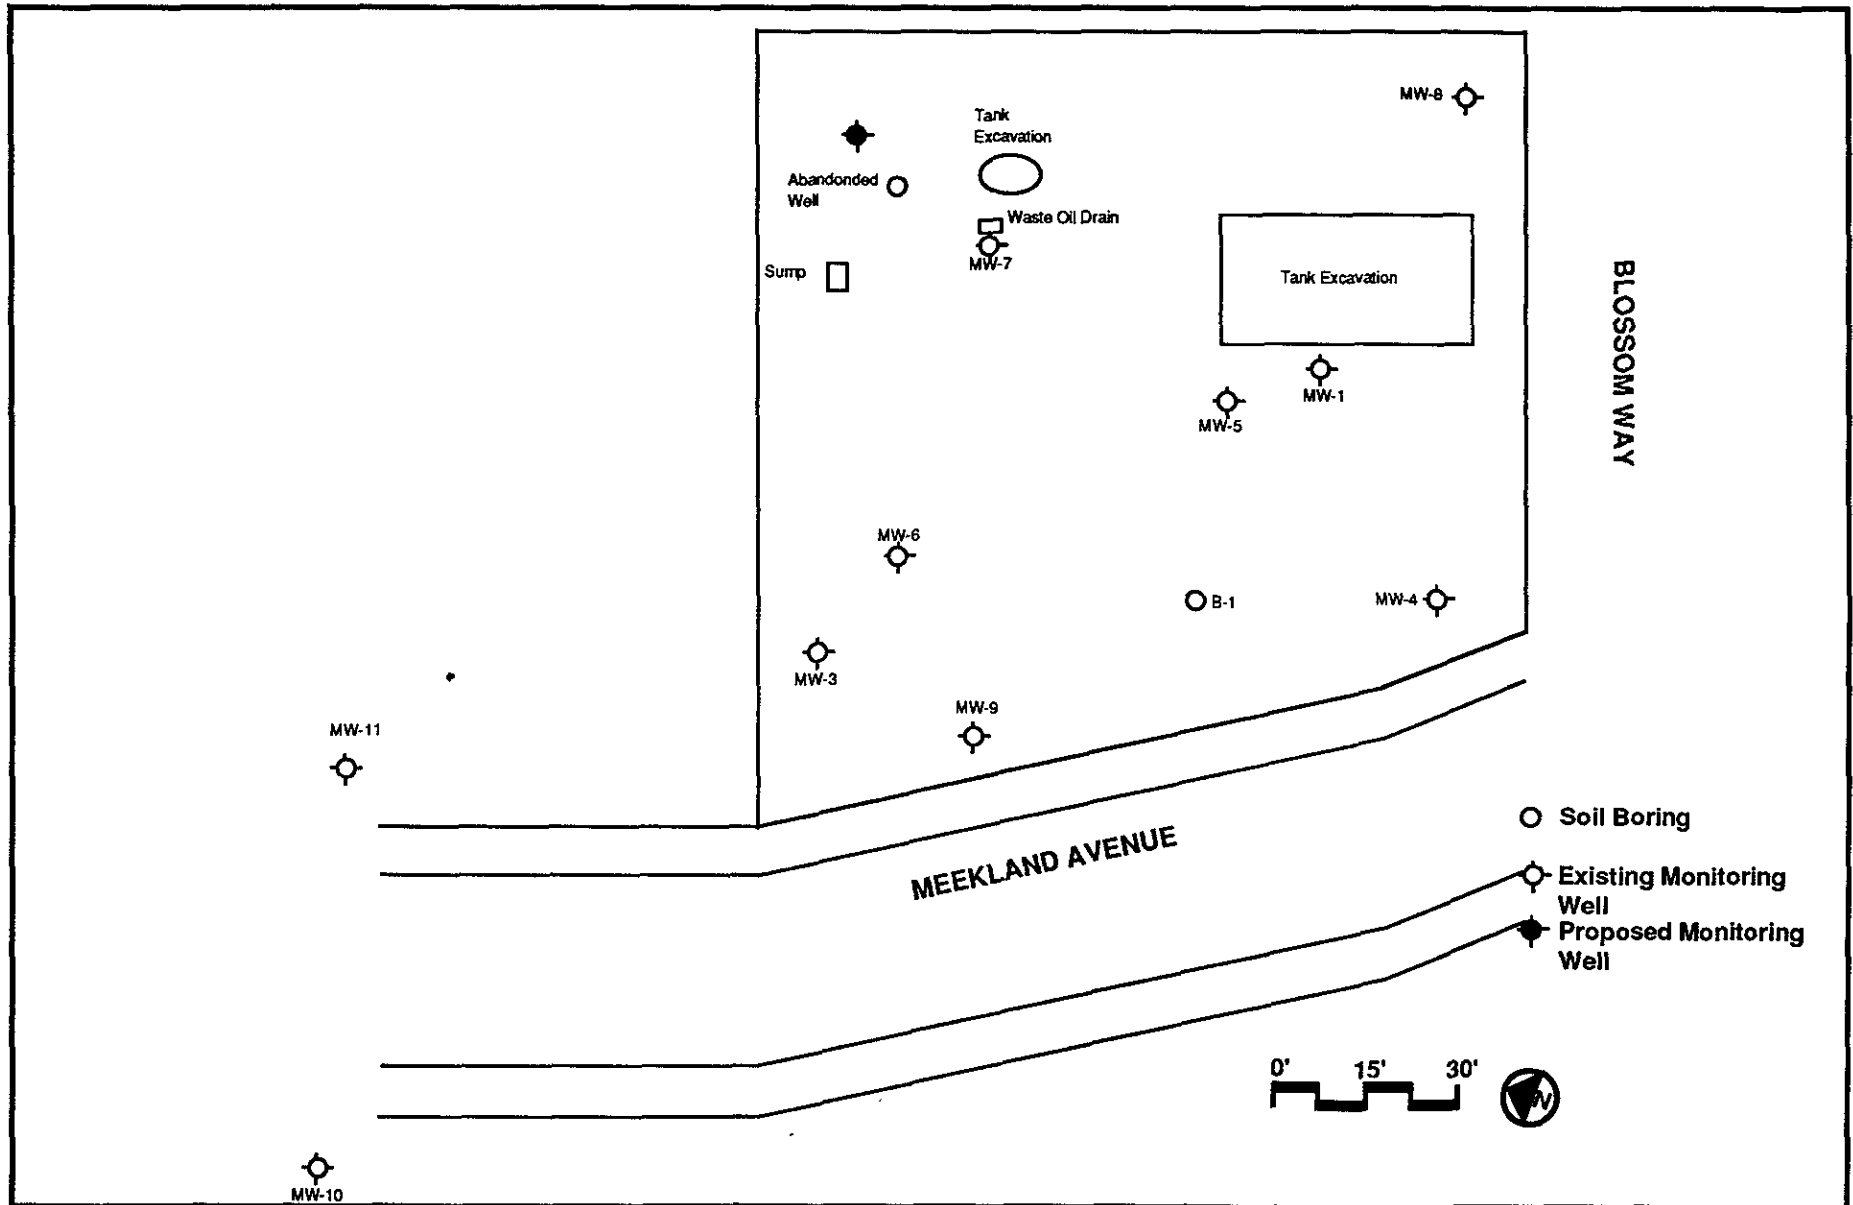 MW-8
Tank
Excavation
Abandonded
Well
Waste Oil Drain
MW-7
Sump
Tank Excavation
BLOSSOM WAY
MW-1
MW-5
MW-6
B-1
MW-4
MW-3
MW-9
MW-11
MEEKLAND AVENUE
Soil Boring
Existing Monitoring
Well
Proposed Monitoring
Well
0' 15' 30'
N
MW-10